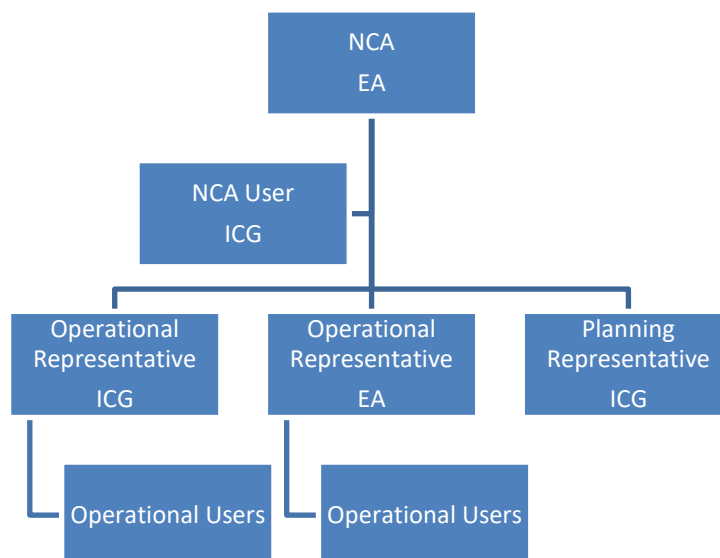 NCA
EA
NCA User
ICG
Operational
Representative
ICG
Operational
Representative
EA
Planning
Representative
ICG
Operational Users
Operational Users